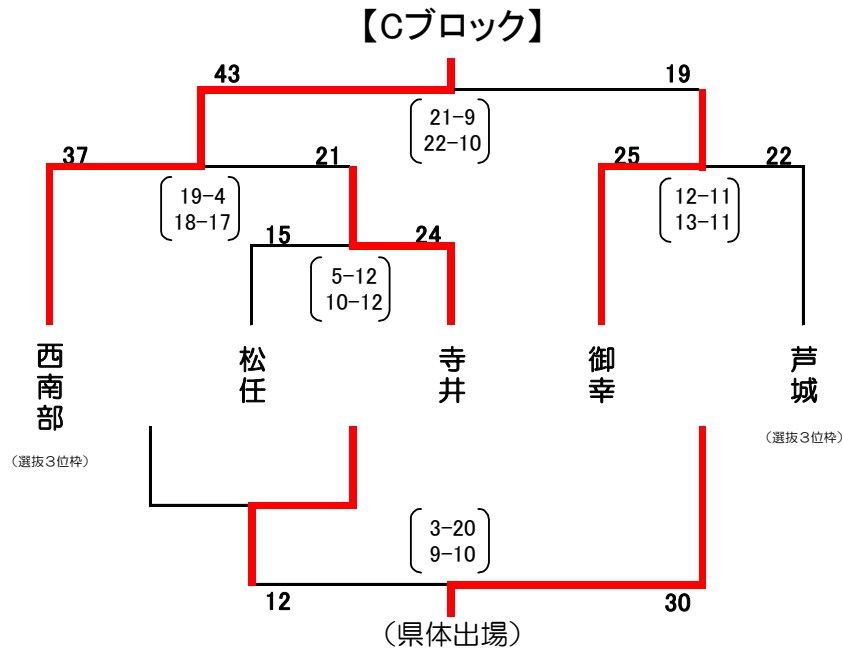 【Cブロック】
43
19
21-9
22-10
37
21
25
22
19-4
18-17
12-11
13-11
15
24
5-12
10-12
西南部
松任
寺井
御幸
芦城
（選抜３位枠）
（選抜３位枠）
3-20
9-10
12
30
（県体出場）